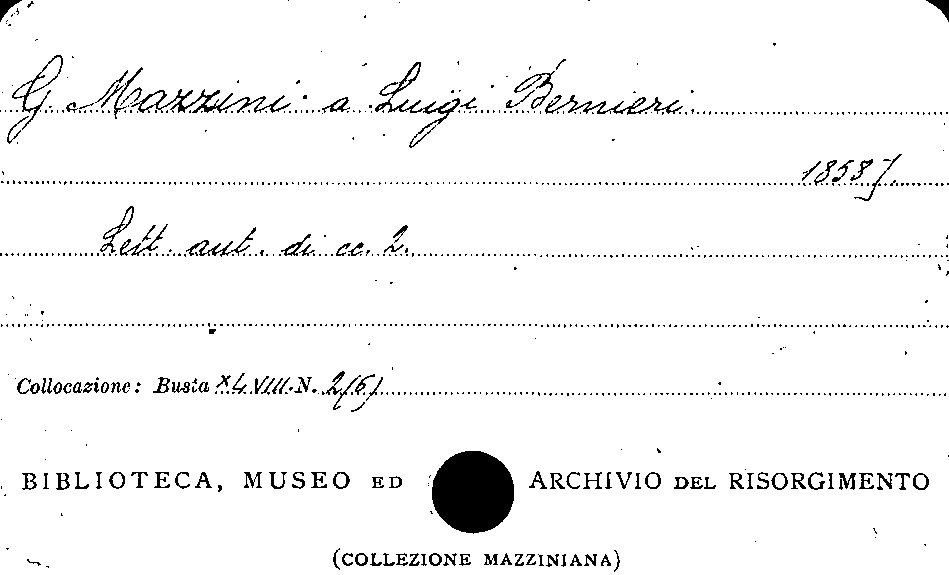 G. Mazzini a Luigi Bernieri.
1858].
Lett. aut. di cc. 2.
Collocazione: Busta XLVIII. N. 2(6)
BIBLIOTECA, MUSEO ED ARCHIVIO DEL RISORGIMENTO
(COLLEZIONE MAZZINIANA)